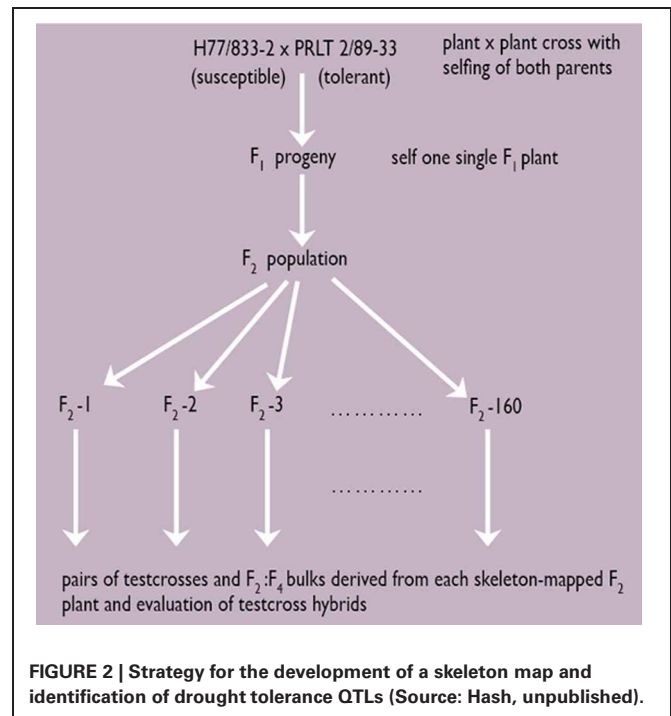 H77/833-2 x PRLT 2/89-33
(susceptible) (tolerant)
plant x plant cross with
selfing of both parents
F₁ progeny
self one single F₁ plant
F₂ population
F₂-1 F₂-2 F₂-3 ............ F₂-160
............
pairs of testcrosses and F₂:F₄ bulks derived from each skeleton-mapped F₂
plant and evaluation of testcross hybrids
FIGURE 2 | Strategy for the development of a skeleton map and
identification of drought tolerance QTLs (Source: Hash, unpublished).